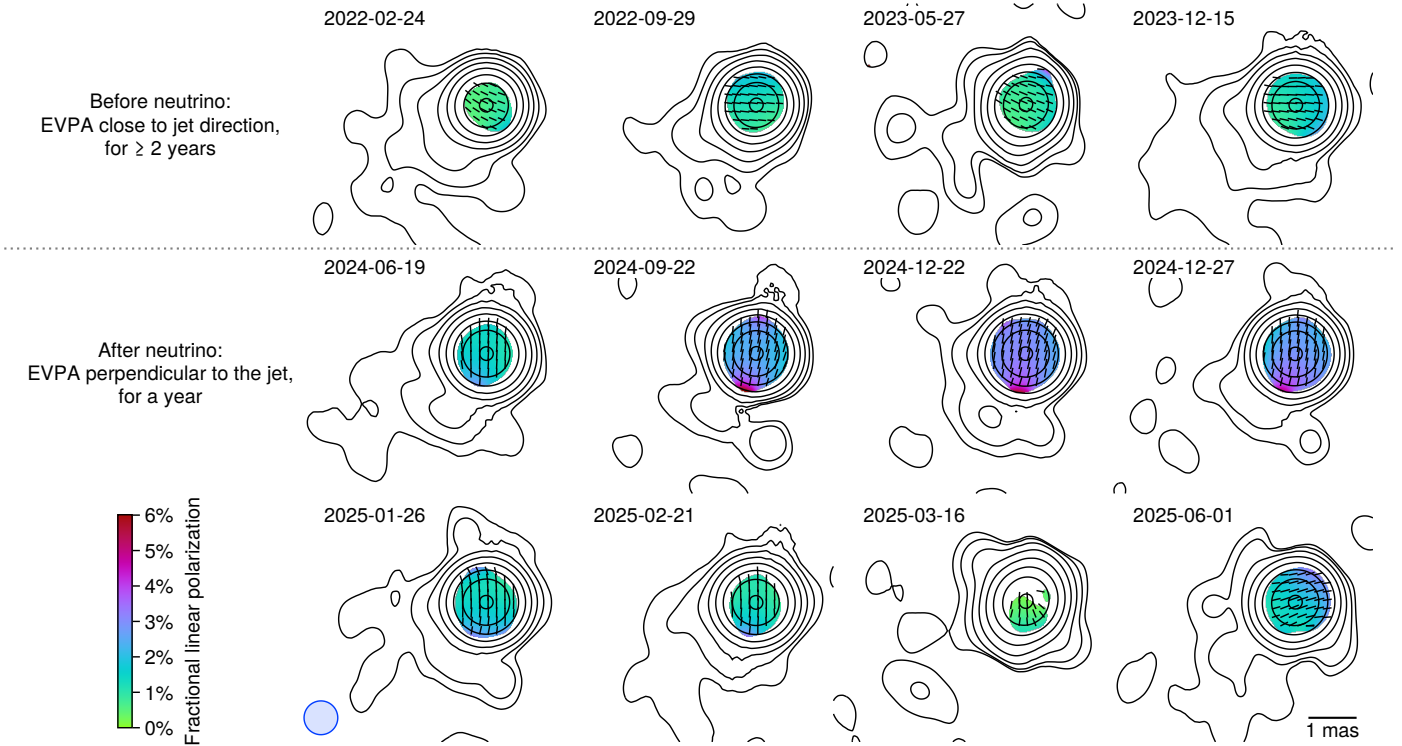 2022-02-24
2022-09-29
2023-05-27
2023-12-15
Before neutrino:
EVPA close to jet direction,
for ≥ 2 years
2024-06-19
2024-09-22
2024-12-22
2024-12-27
After neutrino:
EVPA perpendicular to the jet,
for a year
2025-01-26
2025-02-21
2025-03-16
2025-06-01
6%
5%
4%
3%
2%
1%
0%
Fractional linear polarization
1 mas